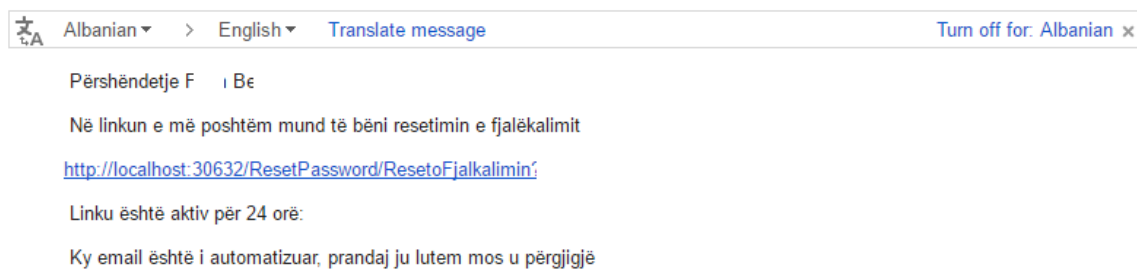 Albanian > English Translate message Turn off for: Albanian ×
Përshëndetje F Be
Në linkun e më poshtëm mund të bëni resetimin e fjalëkalimit
http://localhost:30632/ResetPassword/ResetoFjalkalimin?
Linku është aktiv për 24 orë:
Ky email është i automatizuar, prandaj ju lutem mos u përgjigjë